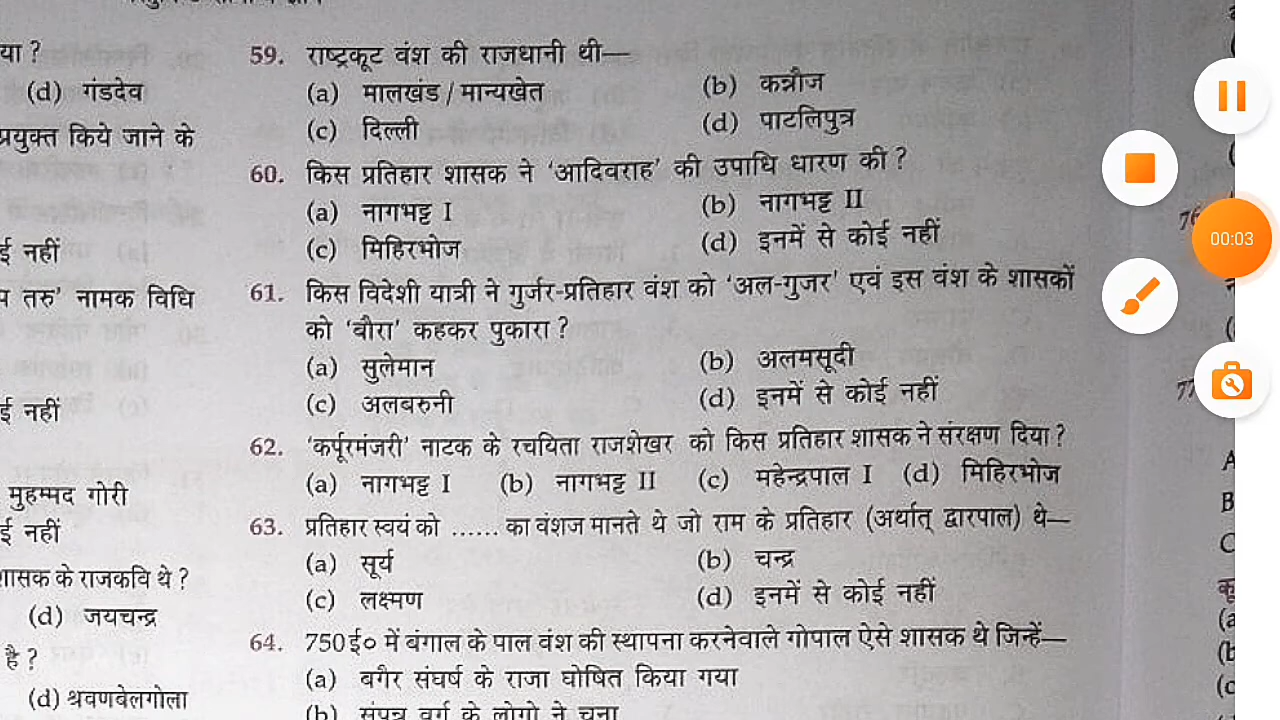 या ?
(d) गंडदेव
प्रयुक्त किये जाने के
ई नहीं
तरु' नामक विधि
ई नहीं
मुहम्मद गोरी
ई नहीं
शासक के राजकवि थे ?
(d) जयचन्द्र
है ?
(d) श्रवणबेलगोला
59. राष्ट्रकूट वंश की राजधानी थी—
(a) मालखंड / मान्यखेत (b) कन्नौज
(c) दिल्ली (d) पाटलिपुत्र
60. किस प्रतिहार शासक ने 'आदिवराह' की उपाधि धारण की ?
(a) नागभट्ट I (b) नागभट्ट II
(c) मिहिरभोज (d) इनमें से कोई नहीं
61. किस विदेशी यात्री ने गुर्जर-प्रतिहार वंश को 'अल-गुजर' एवं इस वंश के शासकों
को 'बौरा' कहकर पुकारा ?
(a) सुलेमान (b) अलमसूदी
(c) अलबरुनी (d) इनमें से कोई नहीं
62. 'कर्पूरमंजरी' नाटक के रचयिता राजशेखर को किस प्रतिहार शासक ने संरक्षण दिया ?
(a) नागभट्ट I (b) नागभट्ट II (c) महेन्द्रपाल I (d) मिहिरभोज
63. प्रतिहार स्वयं को ...... का वंशज मानते थे जो राम के प्रतिहार (अर्थात् द्वारपाल) थे—
(a) सूर्य (b) चन्द्र
(c) लक्ष्मण (d) इनमें से कोई नहीं
64. 750 ई० में बंगाल के पाल वंश की स्थापना करनेवाले गोपाल ऐसे शासक थे जिन्हें—
(a) बगैर संघर्ष के राजा घोषित किया गया
(b) संपन्न वर्ग के लोगो ने चुना
00:03
A
B
C
(a
(b
(c